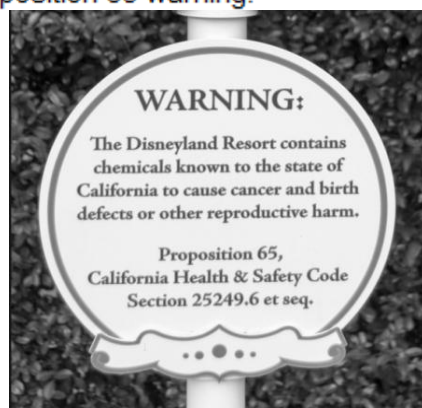 WARNING:
The Disneyland Resort contains
chemicals known to the state of
California to cause cancer and birth
defects or other reproductive harm.
Proposition 65,
California Health & Safety Code
Section 25249.6 et seq.